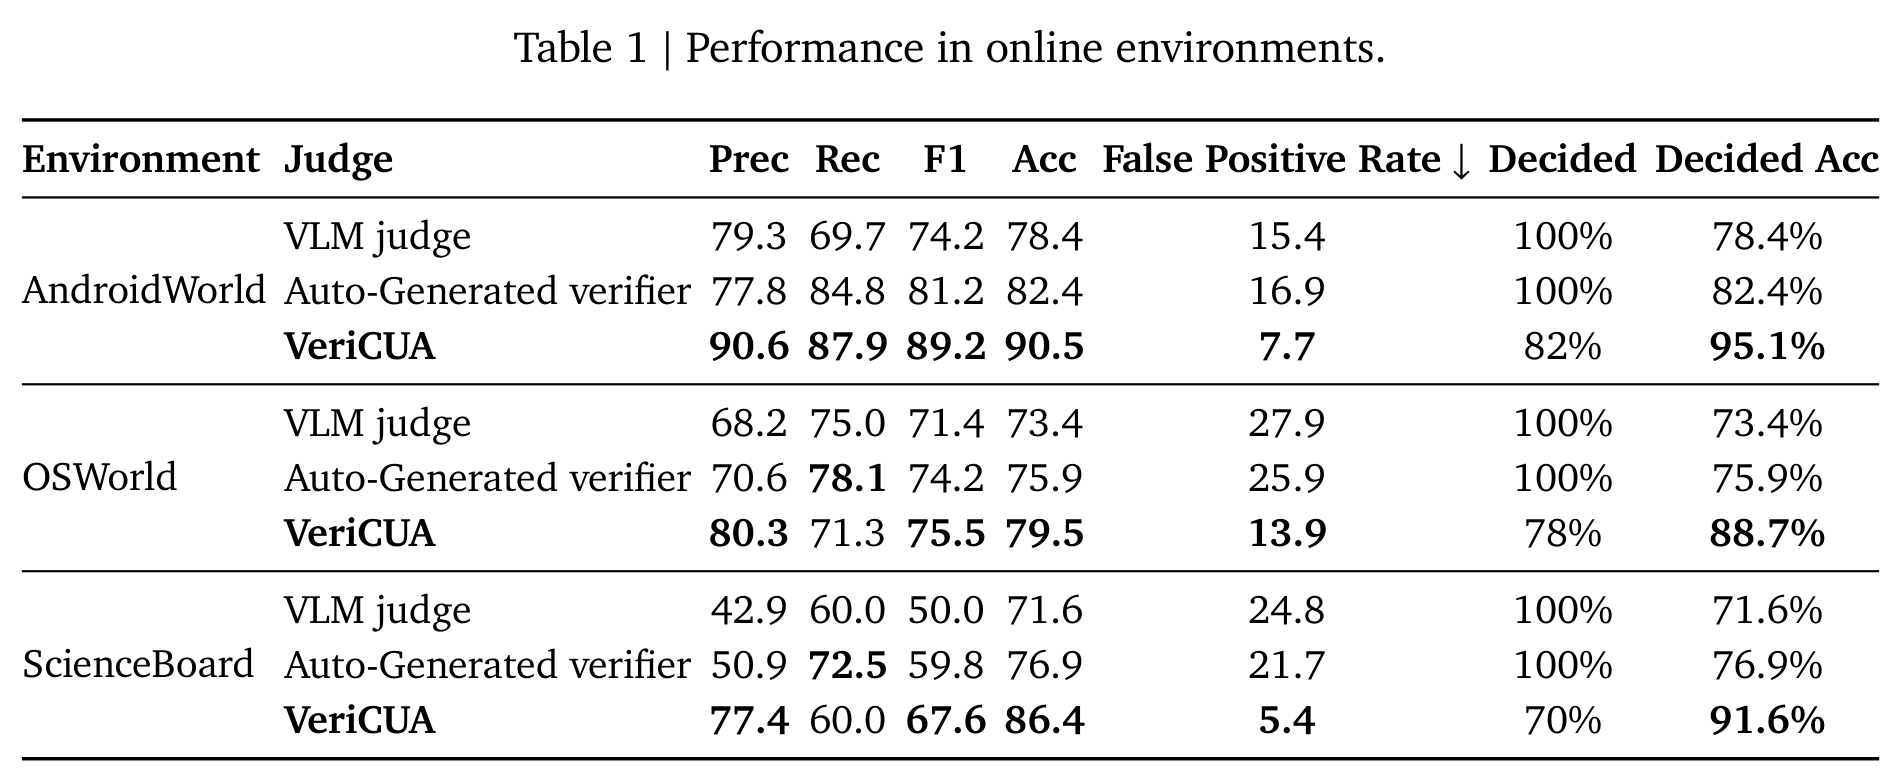 Table 1 | Performance in online environments.
Environment Judge Prec Rec F1 Acc False Positive Rate ↓ Decided Decided Acc
VLM judge 79.3 69.7 74.2 78.4 15.4 100% 78.4%
AndroidWorld Auto-Generated verifier 77.8 84.8 81.2 82.4 16.9 100% 82.4%
VeriCUA 90.6 87.9 89.2 90.5 7.7 82% 95.1%
VLM judge 68.2 75.0 71.4 73.4 27.9 100% 73.4%
OSWorld Auto-Generated verifier 70.6 78.1 74.2 75.9 25.9 100% 75.9%
VeriCUA 80.3 71.3 75.5 79.5 13.9 78% 88.7%
VLM judge 42.9 60.0 50.0 71.6 24.8 100% 71.6%
ScienceBoard Auto-Generated verifier 50.9 72.5 59.8 76.9 21.7 100% 76.9%
VeriCUA 77.4 60.0 67.6 86.4 5.4 70% 91.6%